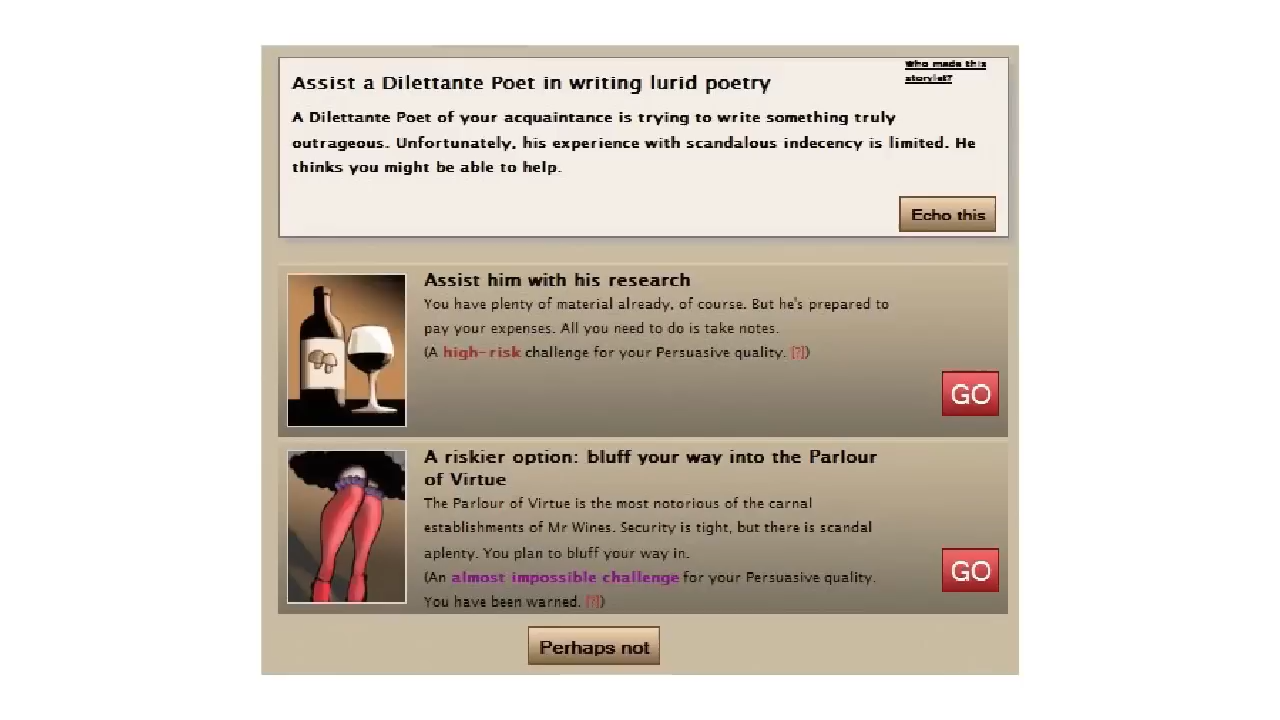 Who made this
storylet?
Assist a Dilettante Poet in writing lurid poetry
A Dilettante Poet of your acquaintance is trying to write something truly
outrageous. Unfortunately, his experience with scandalous indecency is limited. He
thinks you might be able to help.
Echo this
Assist him with his research
You have plenty of material already, of course. But he's prepared to
pay your expenses. All you need to do is take notes.
(A high-risk challenge for your Persuasive quality. [?])
GO
A riskier option: bluff your way into the Parlour
of Virtue
The Parlour of Virtue is the most notorious of the carnal
establishments of Mr Wines. Security is tight, but there is scandal
aplenty. You plan to bluff your way in.
(An almost impossible challenge for your Persuasive quality.
You have been warned. [?])
GO
Perhaps not